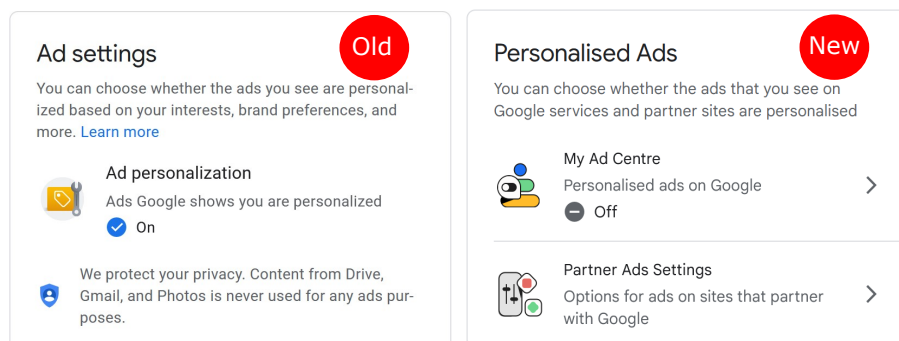 Ad settings
Old
You can choose whether the ads you see are personal-
ized based on your interests, brand preferences, and
more. Learn more
Ad personalization
Ads Google shows you are personalized
On
We protect your privacy. Content from Drive,
Gmail, and Photos is never used for any ads pur-
poses.
Personalised Ads
New
You can choose whether the ads that you see on
Google services and partner sites are personalised
My Ad Centre
Personalised ads on Google
Off
Partner Ads Settings
Options for ads on sites that partner
with Google